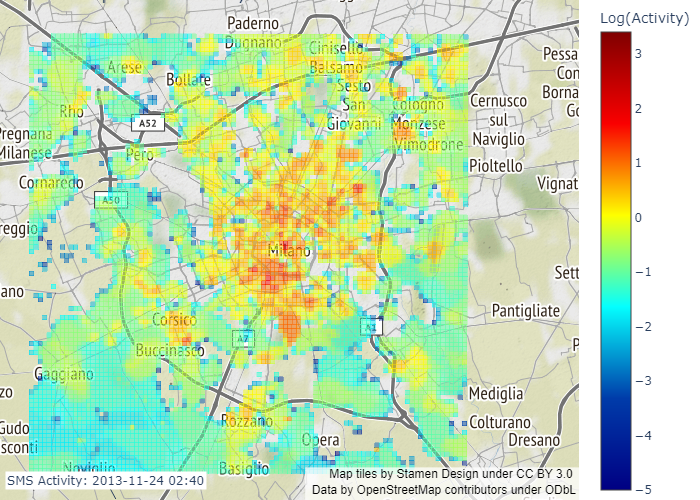 Log(Activity)
3
2
1
0
−1
−2
−3
−4
−5
Paderno
Dugnano
Cinisello
Balsamo
Arese
Bollate
Sesto
San
Giovanni
Cologno
Monzese
Vimodrone
Pessa
Con
Borna
Go
Cernusco
sul
Naviglio
Rho
A52
Pregnana
Milanese
Pero
Pioltello
Cornaredo
Vignat
A50
reggio
Milano
Sett
ano
Pantigliate
Corsico
A1
A7
Buccinasco
P
Gaggiano
zo
Mediglia
Rozzano
Colturano
Gudo
Dresano
sconti
Opera
Noviglio
Basiglio
SMS Activity: 2013-11-24 02:40
Map tiles by Stamen Design under CC BY 3.0
Data by OpenStreetMap contributors under ODbL